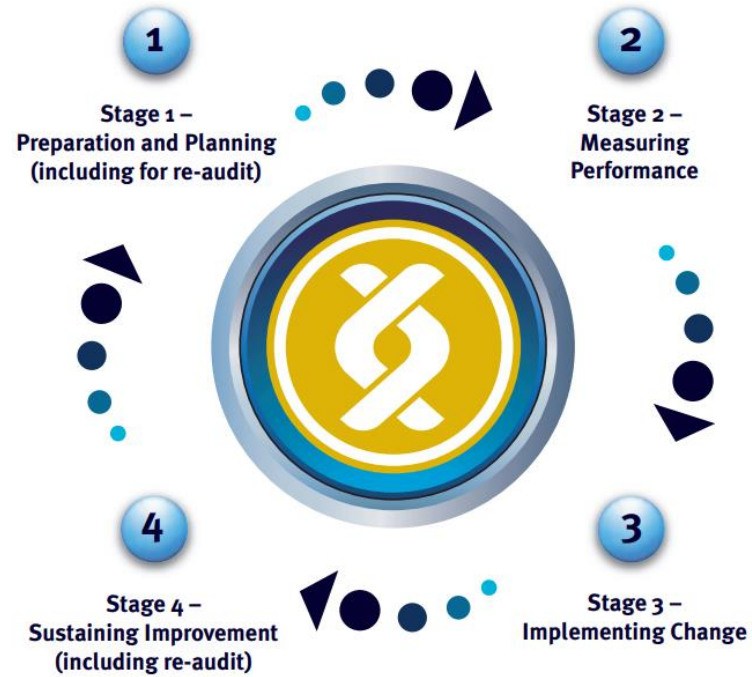 1
Stage 1 –
Preparation and Planning
(including for re-audit)
2
Stage 2 –
Measuring
Performance
4
Stage 4 –
Sustaining Improvement
(including re-audit)
3
Stage 3 –
Implementing Change